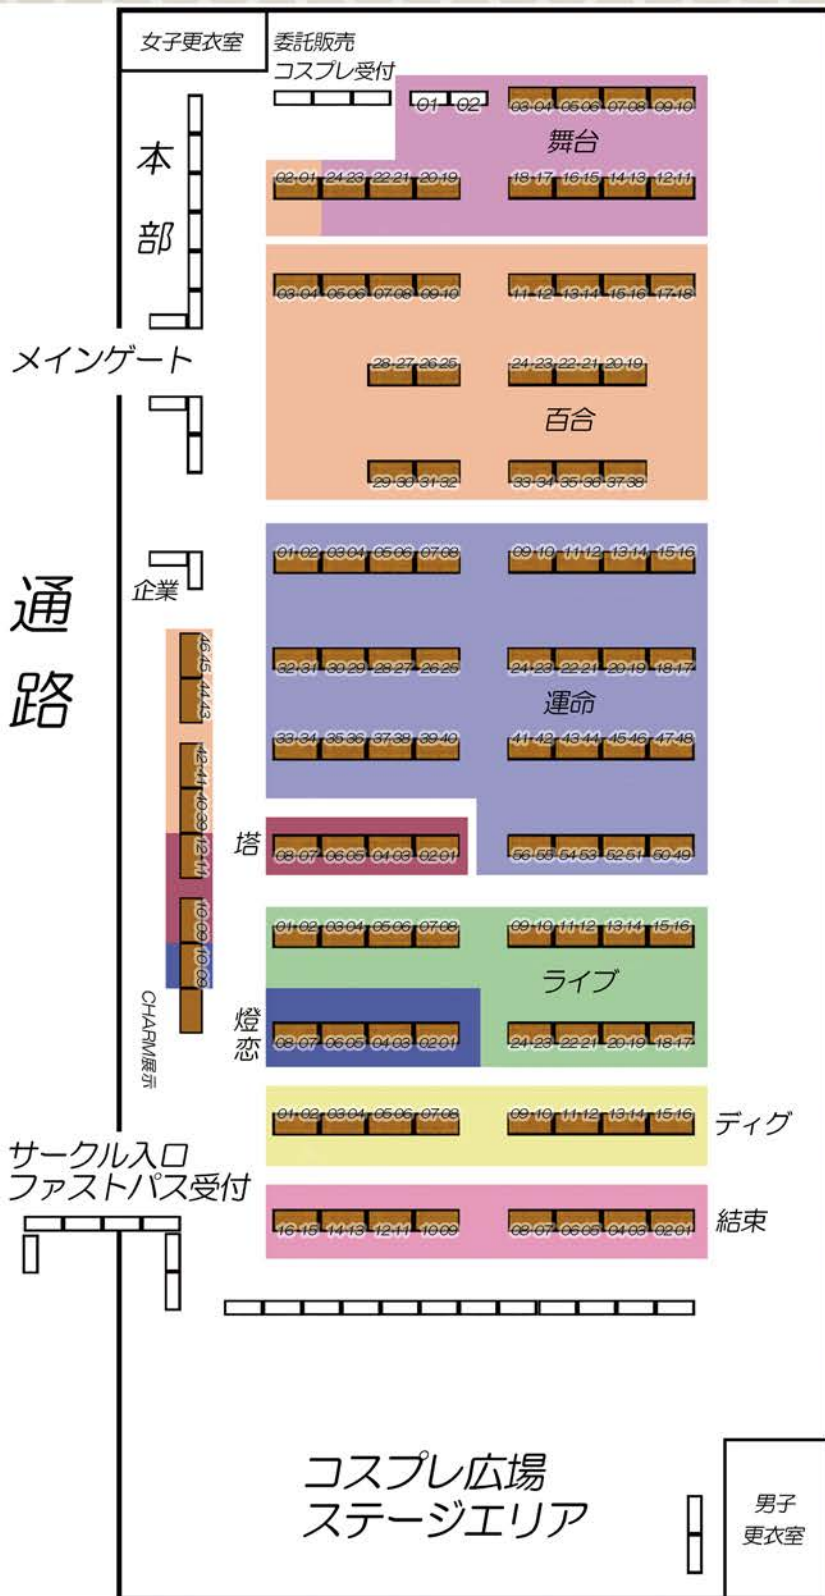 女子更衣室
委託販売
コスプレ受付
01 02
03・04 05・06 07・08 09・10
舞台
本部
02・01 24・23 22・21 20・19
18・17 16・15 14・13 12・11
03・04 05・06 07・08 09・10
11・12 13・14 15・16 17・18
メインゲート
28・27 26・25
24・23 22・21 20・19
百合
29・30 31・32
33・34 35・36 37・38
通路
企業
01・02 03・04 05・06 07・08
09・10 11・12 13・14 15・16
46・45 44・43
32・31 30・29 28・27 26・25
24・23 22・21 20・19 18・17
運命
33・34 35・36 37・38 39・40
41・42 43・44 45・46 47・48
42・41 40・39 12・11
塔
08・07 06・05 04・03 02・01
56・55 54・53 52・51 50・49
10・09 10・09
CHARM展示
01・02 03・04 05・06 07・08
09・10 11・12 13・14 15・16
ライブ
燈恋
08・07 06・05 04・03 02・01
24・23 22・21 20・19 18・17
01・02 03・04 05・06 07・08
09・10 11・12 13・14 15・16
ディグ
サークル入口
ファストパス受付
16・15 14・13 12・11 10・09
08・07 06・05 04・03 02・01
結束
コスプレ広場
ステージエリア
男子
更衣室